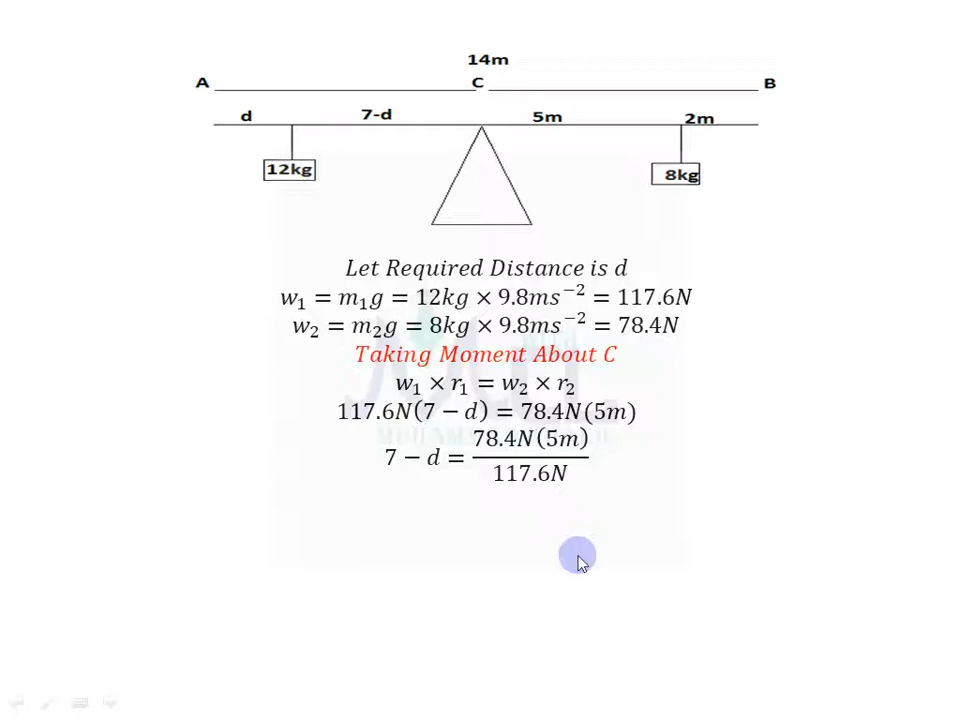 14m
A C B
d 7-d 5m 2m
12kg 8kg
Let Required Distance is d
w₁ = m₁g = 12kg × 9.8ms⁻² = 117.6N
w₂ = m₂g = 8kg × 9.8ms⁻² = 78.4N
Taking Moment About C
w₁ × r₁ = w₂ × r₂
117.6N(7 − d) = 78.4N(5m)
7 − d = 78.4N(5m) / 117.6N